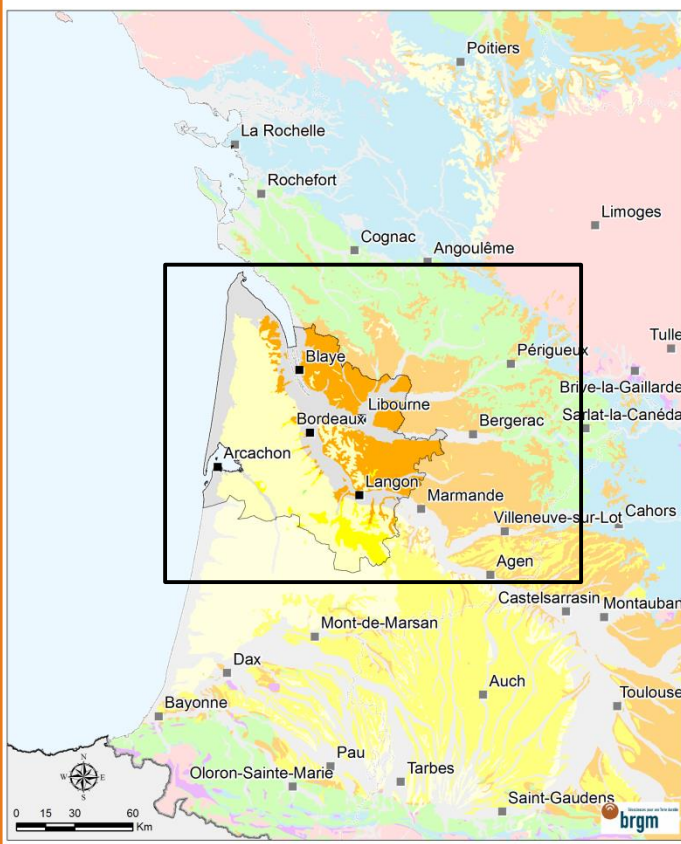 Poitiers
La Rochelle
Rochefort
Limoges
Cognac
Angoulême
Tulle
Périgueux
Blaye
Brive-la-Gaillarde
Libourne
Sarlat-la-Canéda
Bordeaux
Bergerac
Arcachon
Langon
Marmande
Villeneuve-sur-Lot
Cahors
Agen
Castelsarrasin
Montauban
Mont-de-Marsan
Dax
Auch
Toulouse
Bayonne
Pau
Tarbes
Oloron-Sainte-Marie
Saint-Gaudens
N
W E
S
0 15 30 60
Km
brgm